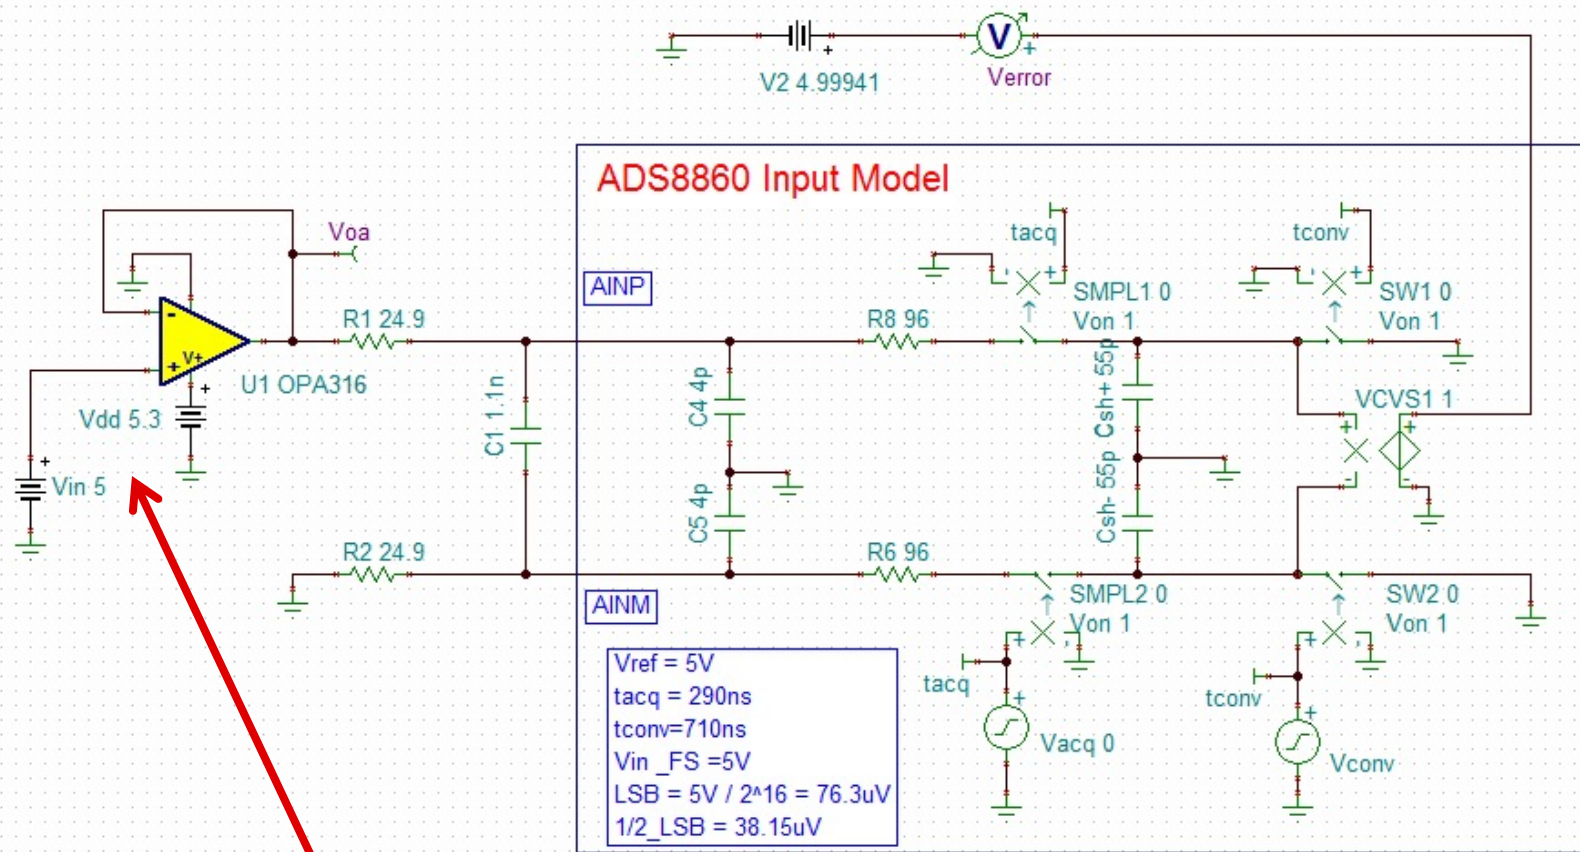 V
V2 4.99941
Verror
ADS8860 Input Model
Voa
tacq
tconv
AINP
SMPL1 0
Von 1
SW1 0
Von 1
R1 24.9
R8 96
-
+
V+
+
U1 OPA316
Vdd 5.3
C1 1.1n
C4 4p
Csh+ 55p
VCVS1 1
Vin 5
C5 4p
Csh- 55p
R2 24.9
R6 96
AINM
SMPL2 0
Von 1
SW2 0
Von 1
Vref = 5V
tacq = 290ns
tconv=710ns
Vin _FS =5V
LSB = 5V / 2^16 = 76.3uV
1/2_LSB = 38.15uV
tacq
tconv
Vacq 0
Vconv